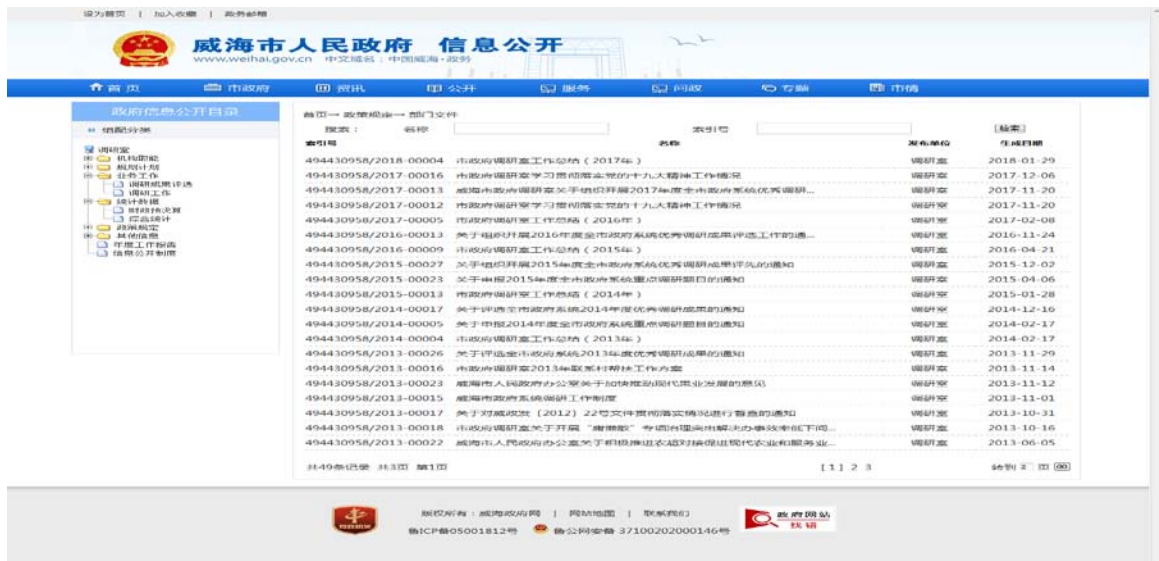 设为首页 | 加入收藏 | 政务邮箱
威海市人民政府 信息公开
www.weihai.gov.cn 中文域名：中国威海·政务
首页 市政府 资讯 公开 服务 问政 专题 市情
政府信息公开目录
组配分类
调研室
机构职能
规划计划
业务工作
调研成果评选
调研工作
统计数据
财政预决算
综合统计
政策规定
其他信息
年度工作报告
信息公开制度
首页→政策规定→部门文件
搜索： 名称 索引号 检索
索引号 名称 发布单位 生成日期
494430958/2018-00004 市政府调研室工作总结（2017年） 调研室 2018-01-29
494430958/2017-00016 市政府调研室学习贯彻落实党的十九大精神工作情况 调研室 2017-12-06
494430958/2017-00013 威海市政府调研室关于组织开展2017年度全市政府系统优秀调研... 调研室 2017-11-20
494430958/2017-00012 市政府调研室学习贯彻落实党的十九大精神工作情况 调研室 2017-11-20
494430958/2017-00005 市政府调研室工作总结（2016年） 调研室 2017-02-08
494430958/2016-00013 关于组织开展2016年度全市政府系统优秀调研成果评选工作的通... 调研室 2016-11-24
494430958/2016-00009 市政府调研室工作总结（2015年） 调研室 2016-04-21
494430958/2015-00027 关于组织开展2015年度全市政府系统优秀调研成果评选的通知 调研室 2015-12-02
494430958/2015-00023 关于申报2015年度全市政府系统重点调研题目的通知 调研室 2015-04-06
494430958/2015-00013 市政府调研室工作总结（2014年） 调研室 2015-01-28
494430958/2014-00017 关于评选全市政府系统2014年度优秀调研成果的通知 调研室 2014-12-16
494430958/2014-00005 关于申报2014年度全市政府系统重点调研题目的通知 调研室 2014-02-17
494430958/2014-00004 市政府调研室工作总结（2013年） 调研室 2014-02-17
494430958/2013-00026 关于评选全市政府系统2013年度优秀调研成果的通知 调研室 2013-11-29
494430958/2013-00016 市政府调研室2013年联系村帮扶工作方案 调研室 2013-11-14
494430958/2013-00023 威海市人民政府办公室关于加快推动现代果业发展的意见 调研室 2013-11-12
494430958/2013-00015 威海市政府系统调研工作制度 调研室 2013-11-01
494430958/2013-00017 关于对威政发（2012）22号文件贯彻落实情况进行督查的通知 调研室 2013-10-31
494430958/2013-00018 市政府调研室关于开展“庸懒散”专项治理突出解决办事效率低下问... 调研室 2013-10-16
494430958/2013-00022 威海市人民政府办公室关于积极推进农超对接促进现代农业和服务业... 调研室 2013-06-05
共49条记录 共3页 第1页 [1] 2 3 转到 2 页 GO
版权所有：威海政府网 | 网站地图 | 联系我们
鲁ICP备05001812号 鲁公网安备 37100202000146号
政府网站
找错